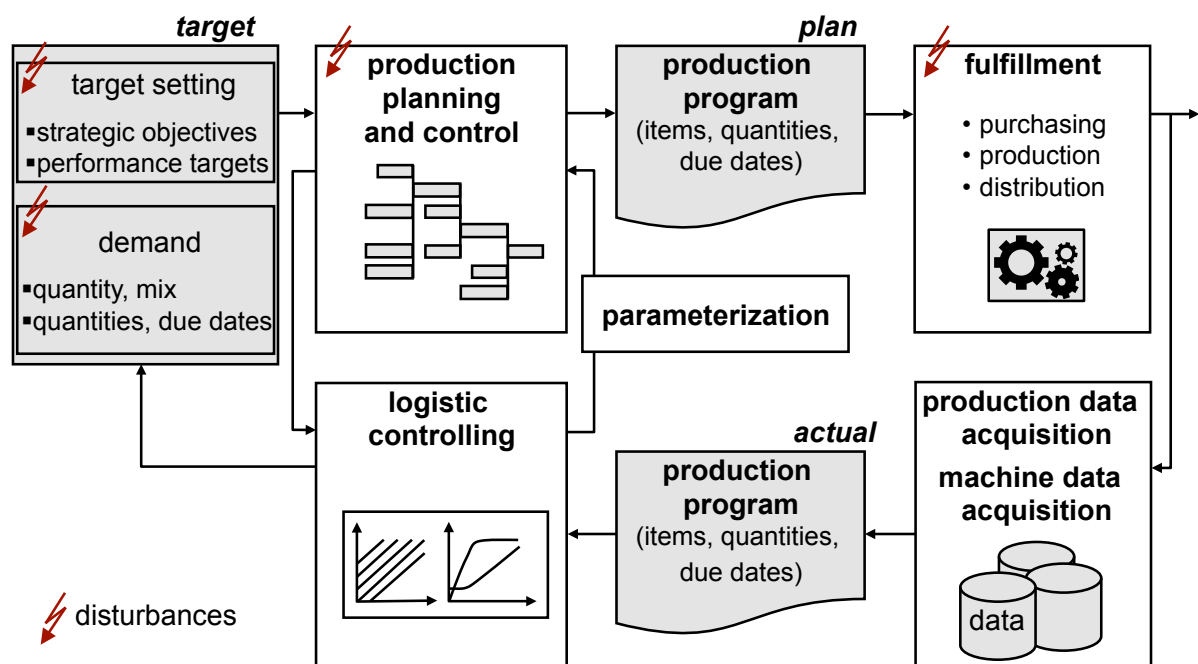 target
target setting
▪strategic objectives
▪performance targets
demand
▪quantity, mix
▪quantities, due dates
production
planning
and control
plan
production
program
(items, quantities,
due dates)
fulfillment
• purchasing
• production
• distribution
parameterization
logistic
controlling
actual
production
program
(items, quantities,
due dates)
production data
acquisition
machine data
acquisition
data
disturbances